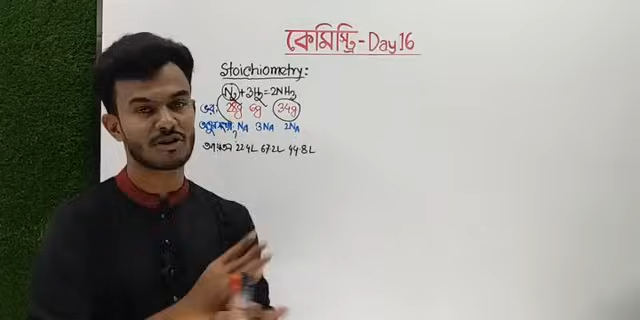 কেমিস্ট্রি - Day 16
Stoichiometry:
N₂ + 3H₂ = 2NH₃
ভর: 28g 6g 34g
অণুর সংখ্যা: NA 3NA 2NA
?
আয়তন 22.4L 67.2L 44.8L